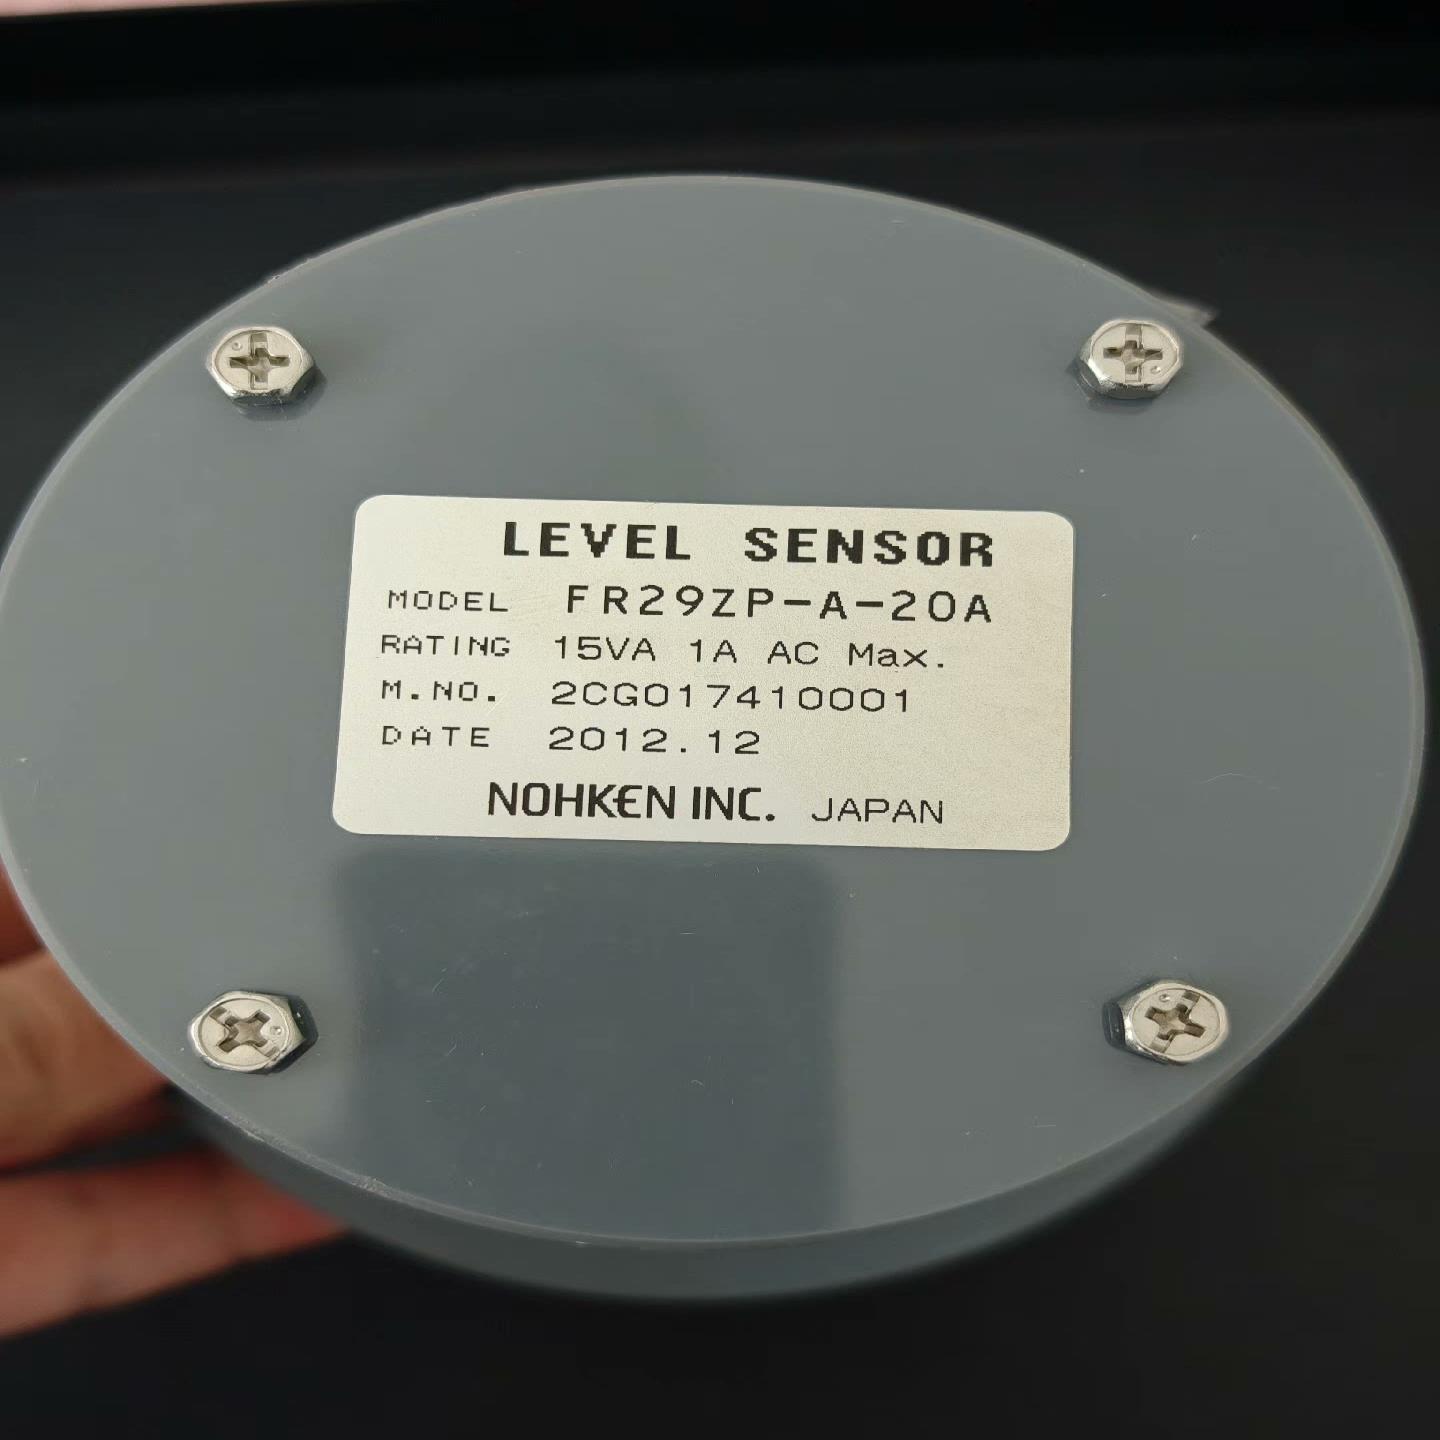 LEVEL SENSOR
MODEL FR29ZP-A-20A
RATING 15VA 1A AC Max.
M.NO. 2CG017410001
DATE 2012.12
NOHKEN INC. JAPAN